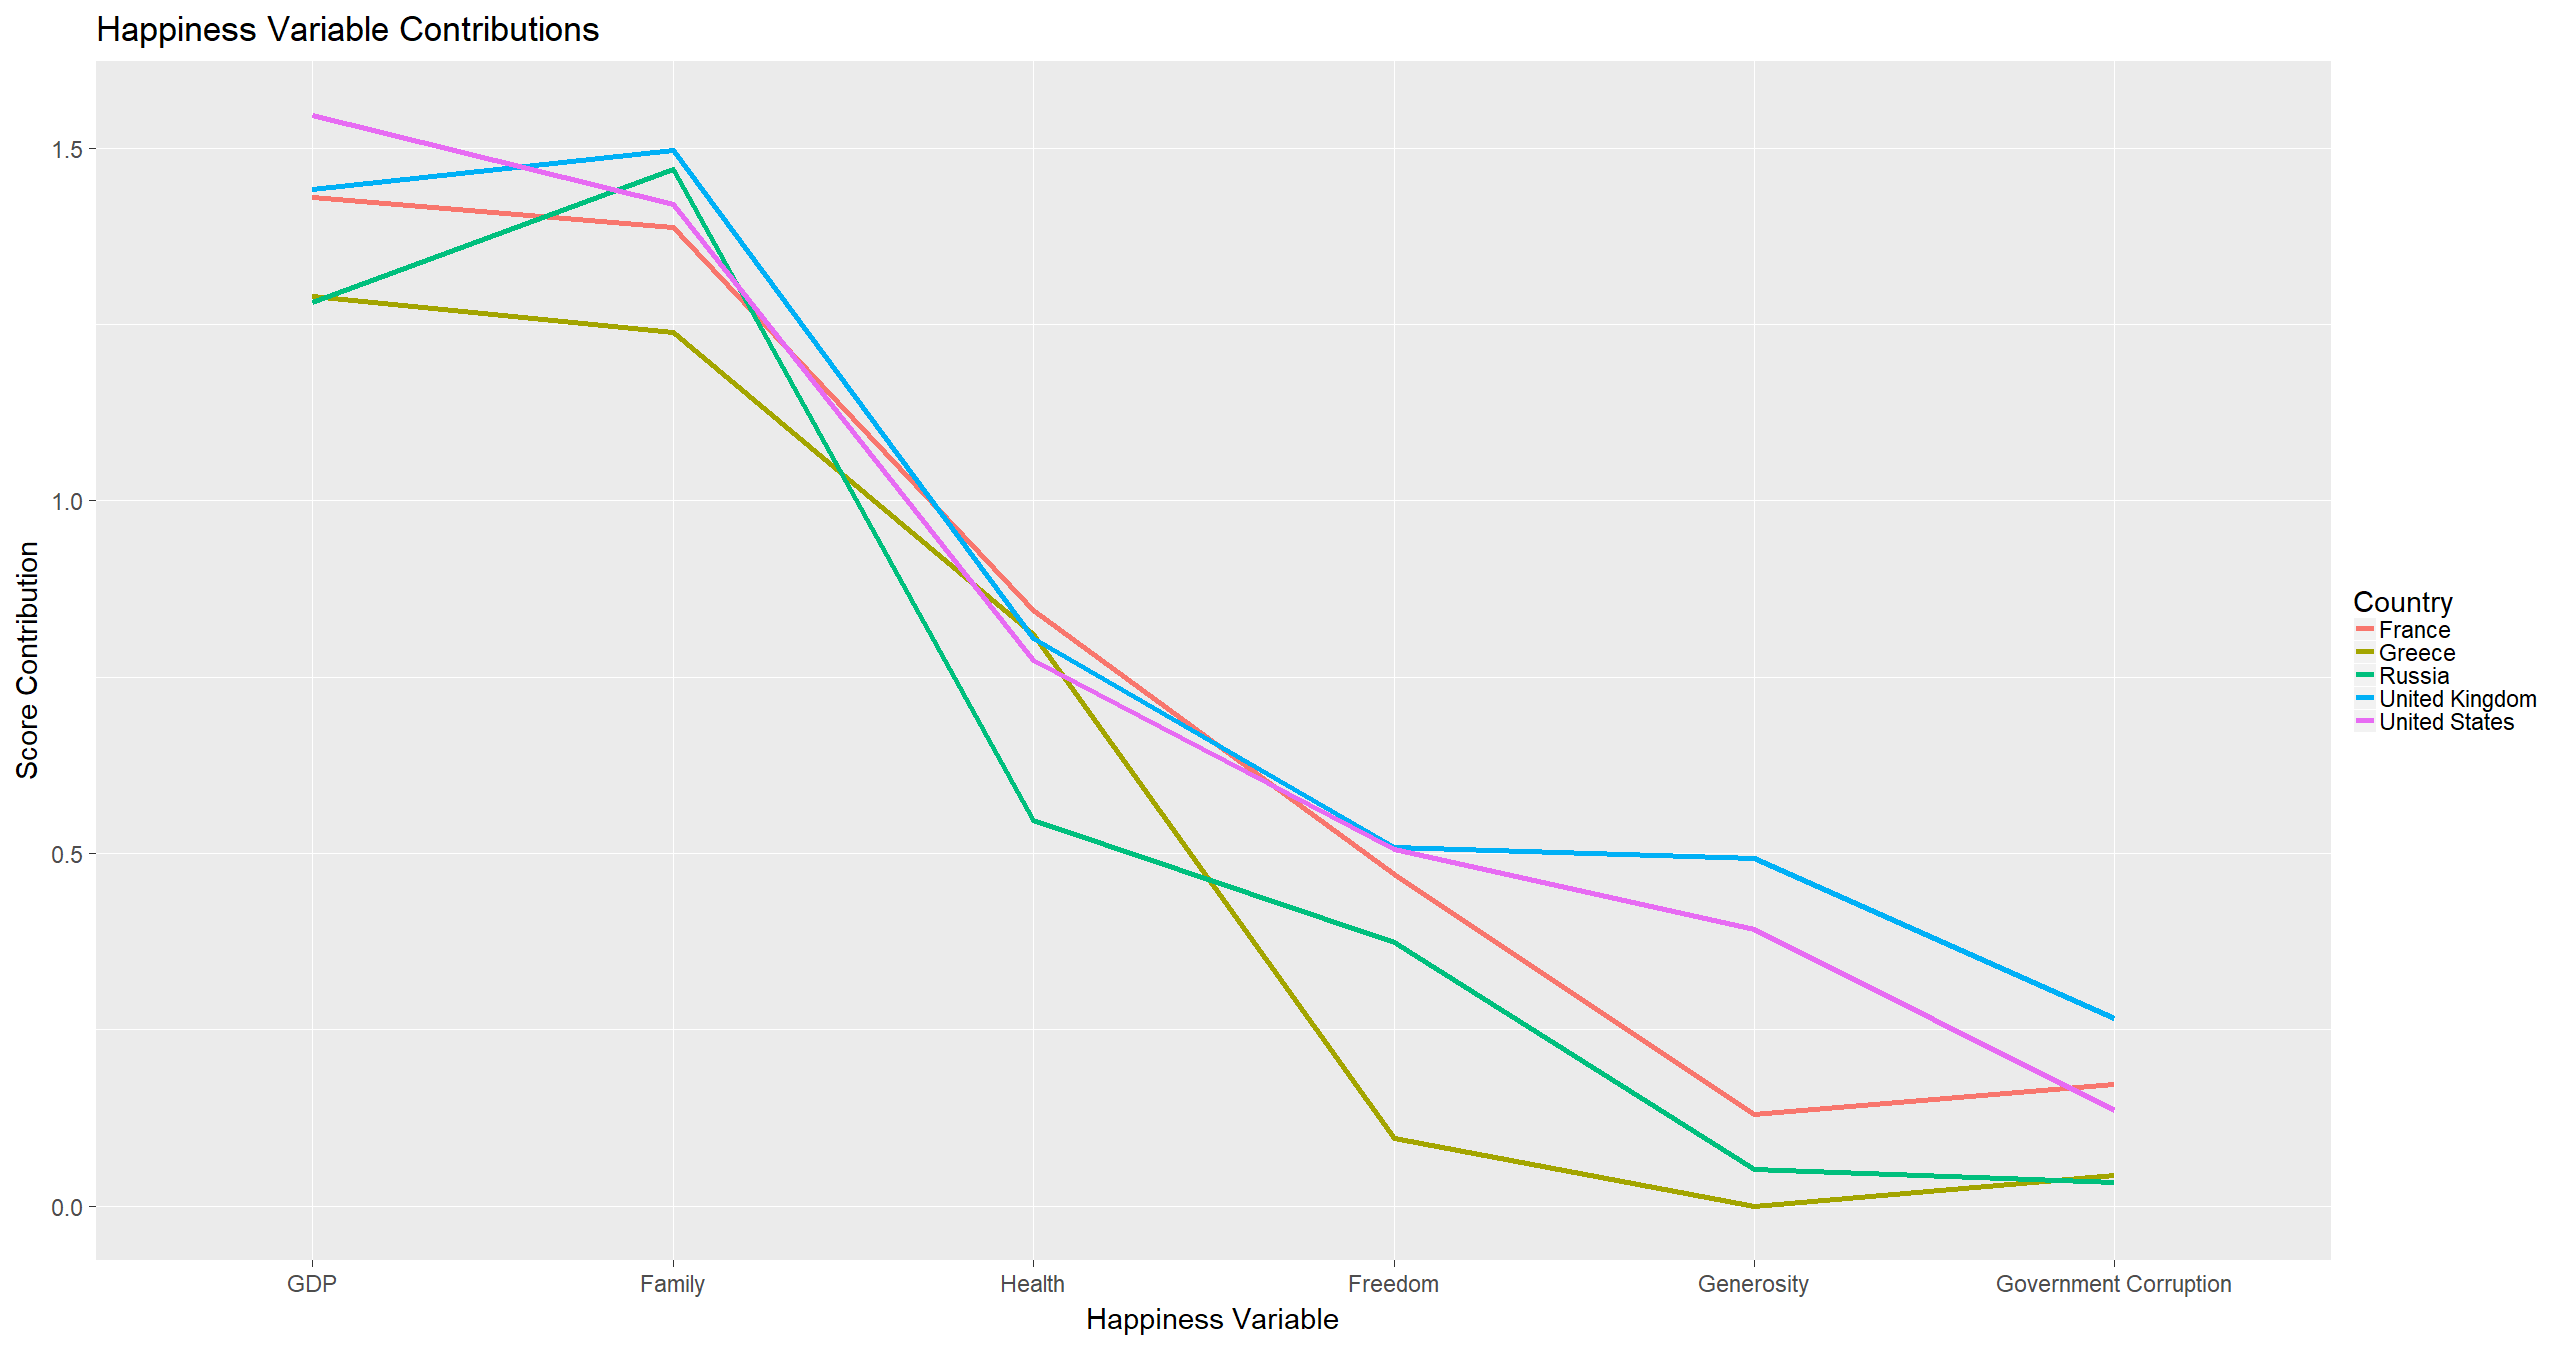 Happiness Variable Contributions
Score Contribution
1.5
1.0
0.5
0.0
GDP Family Health Freedom Generosity Government Corruption
Happiness Variable
Country
France
Greece
Russia
United Kingdom
United States